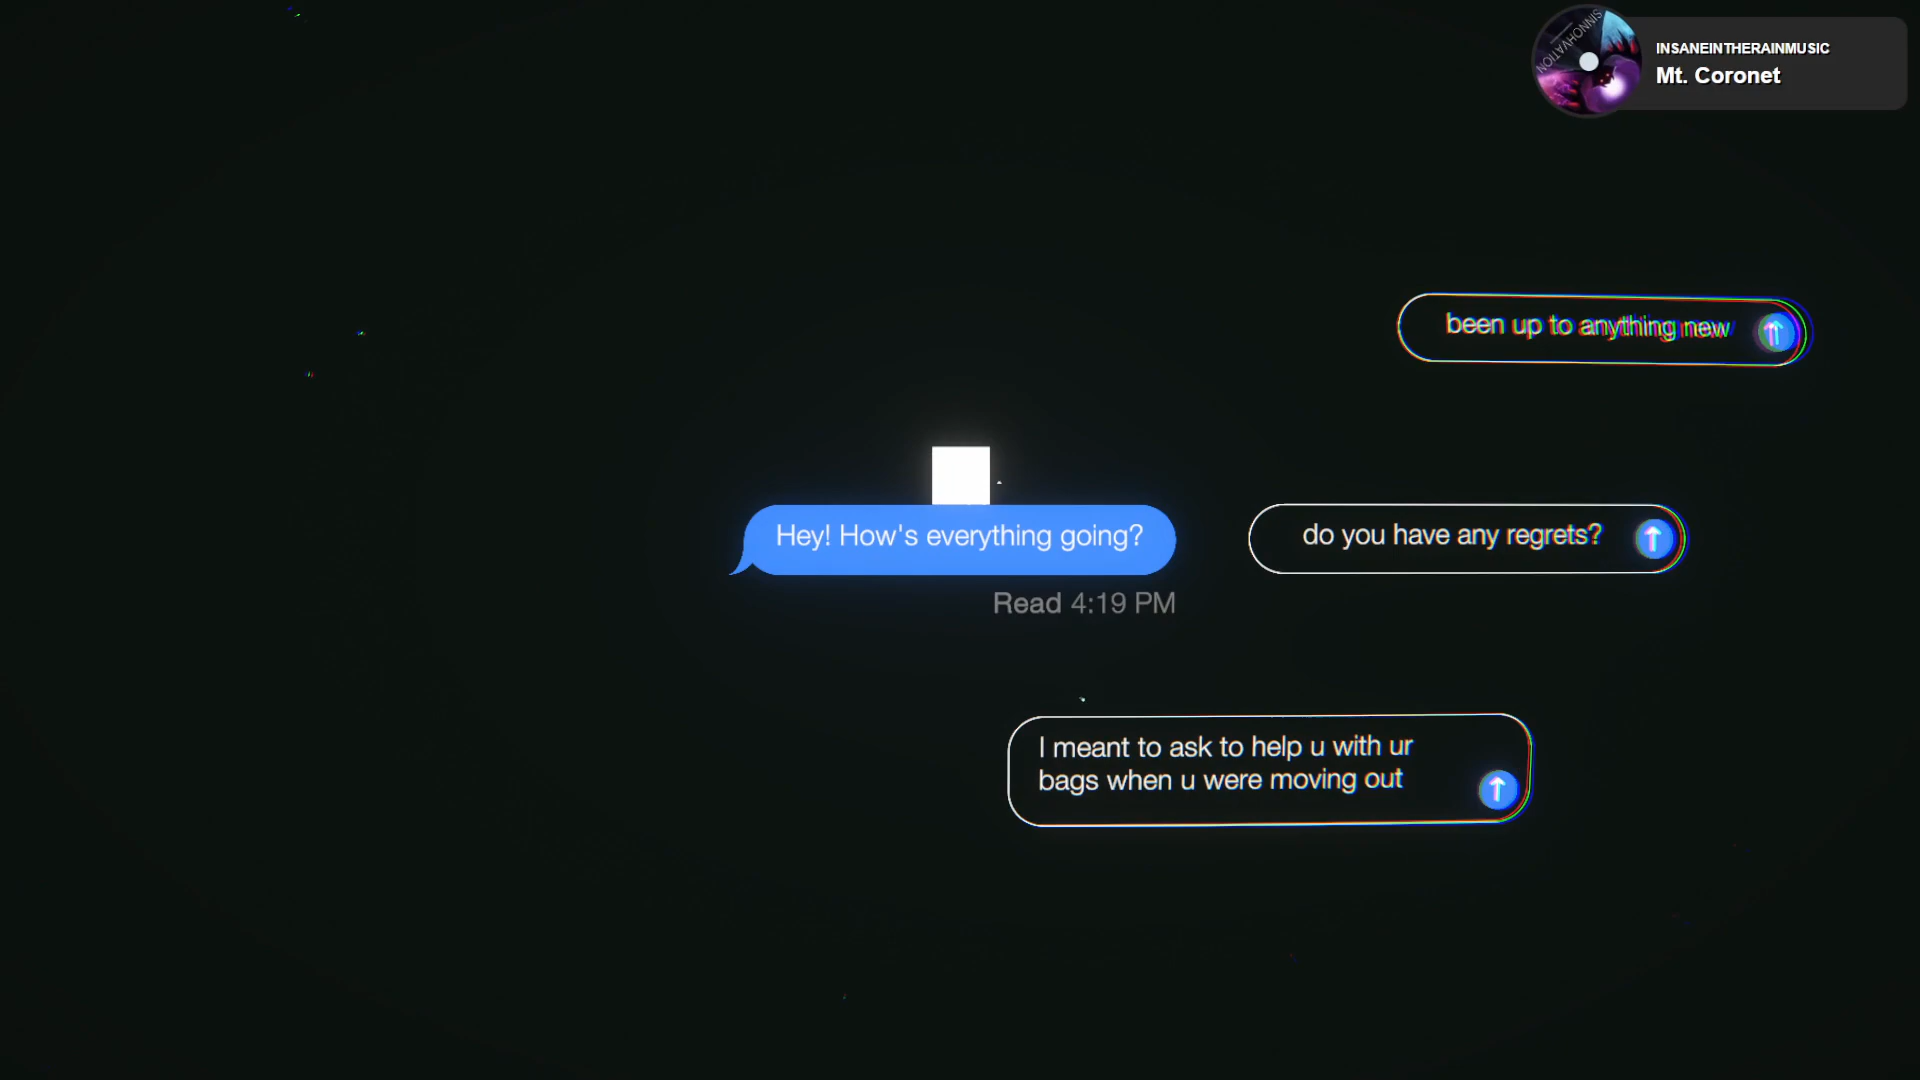 SINNOHVATION
INSANEINTHERAINMUSIC
Mt. Coronet
been up to anything new
Hey! How's everything going?
do you have any regrets?
Read 4:19 PM
I meant to ask to help u with ur
bags when u were moving out